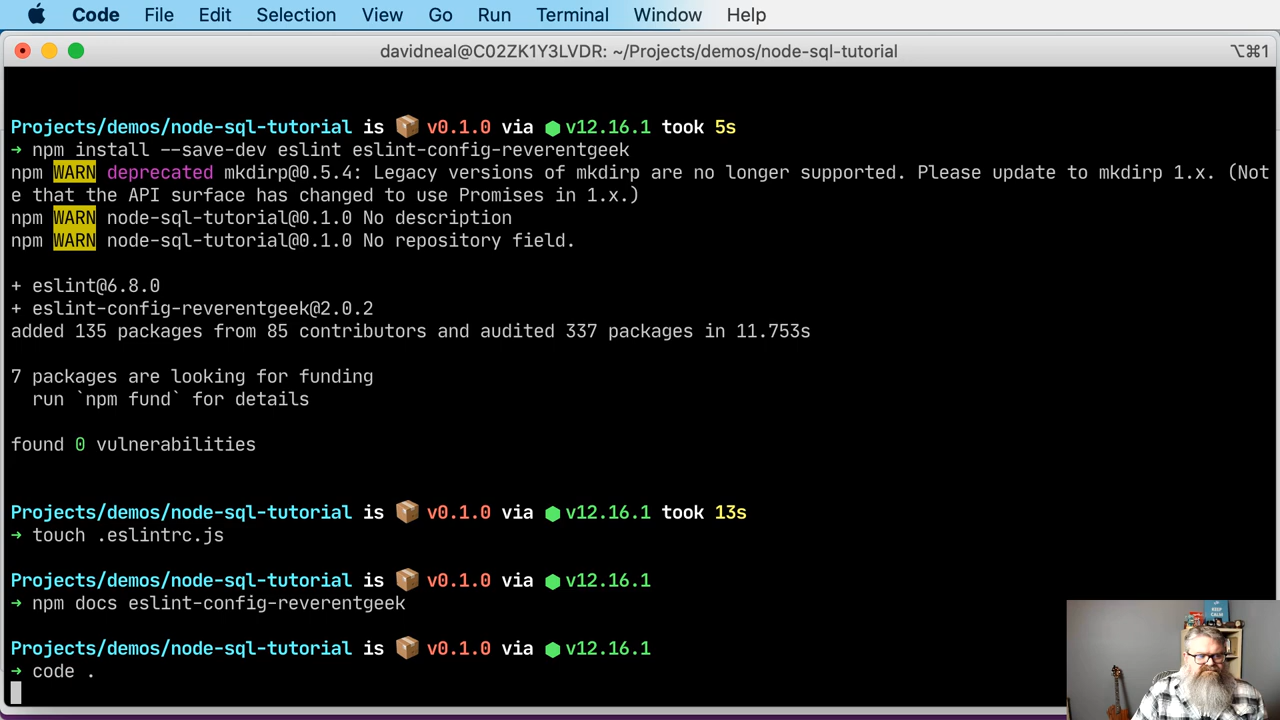 Code File Edit Selection View Go Run Terminal Window Help
davidneal@C02ZK1Y3LVDR: ~/Projects/demos/node-sql-tutorial ⌥⌘1
Projects/demos/node-sql-tutorial is 📦 v0.1.0 via ⬢ v12.16.1 took 5s
➜ npm install --save-dev eslint eslint-config-reverentgeek
npm WARN deprecated mkdirp@0.5.4: Legacy versions of mkdirp are no longer supported. Please update to mkdirp 1.x. (Not
e that the API surface has changed to use Promises in 1.x.)
npm WARN node-sql-tutorial@0.1.0 No description
npm WARN node-sql-tutorial@0.1.0 No repository field.
+ eslint@6.8.0
+ eslint-config-reverentgeek@2.0.2
added 135 packages from 85 contributors and audited 337 packages in 11.753s
7 packages are looking for funding
run `npm fund` for details
found 0 vulnerabilities
Projects/demos/node-sql-tutorial is 📦 v0.1.0 via ⬢ v12.16.1 took 13s
➜ touch .eslintrc.js
Projects/demos/node-sql-tutorial is 📦 v0.1.0 via ⬢ v12.16.1
➜ npm docs eslint-config-reverentgeek
Projects/demos/node-sql-tutorial is 📦 v0.1.0 via ⬢ v12.16.1
➜ code .
KEEP
CALM